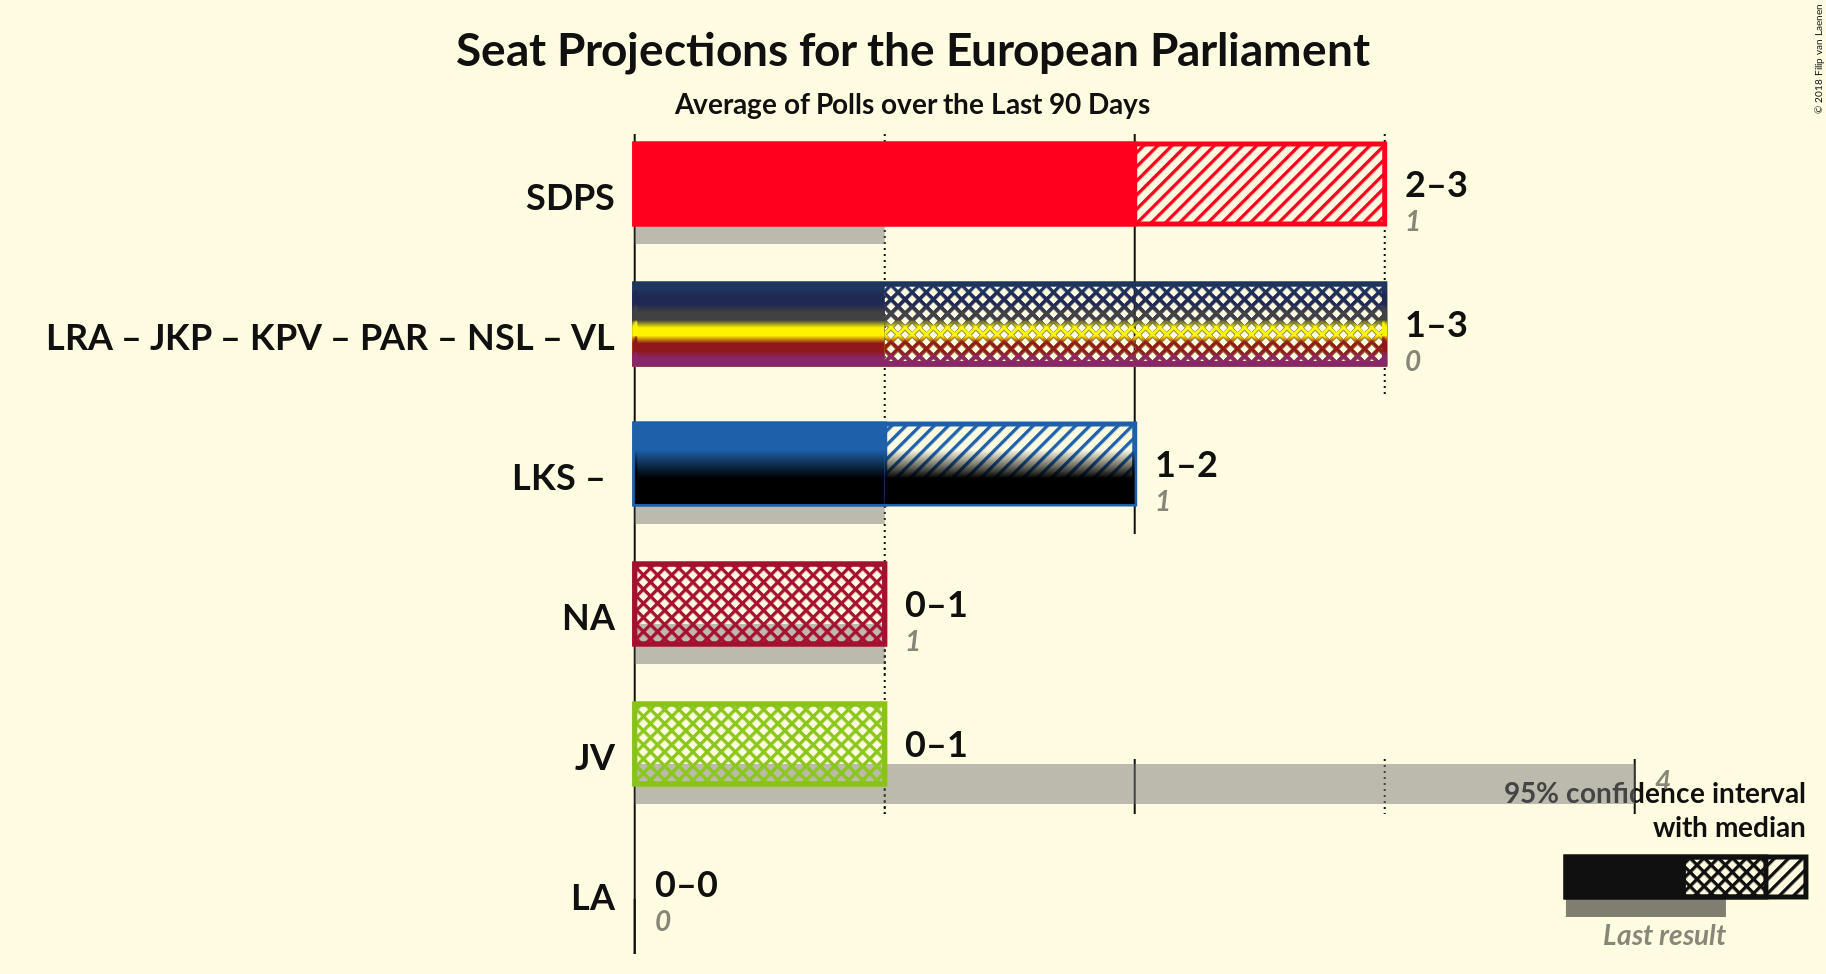 Seat Projections for the European Parliament
Average of Polls over the Last 90 Days
© 2018 Filip van Laenen
SDPS
2–3
1
LRA – JKP – KPV – PAR – NSL – VL
1–3
0
LKS –
1–2
1
NA
0–1
1
JV
0–1
4
LA
0–0
0
95% confidence interval
with median
Last result